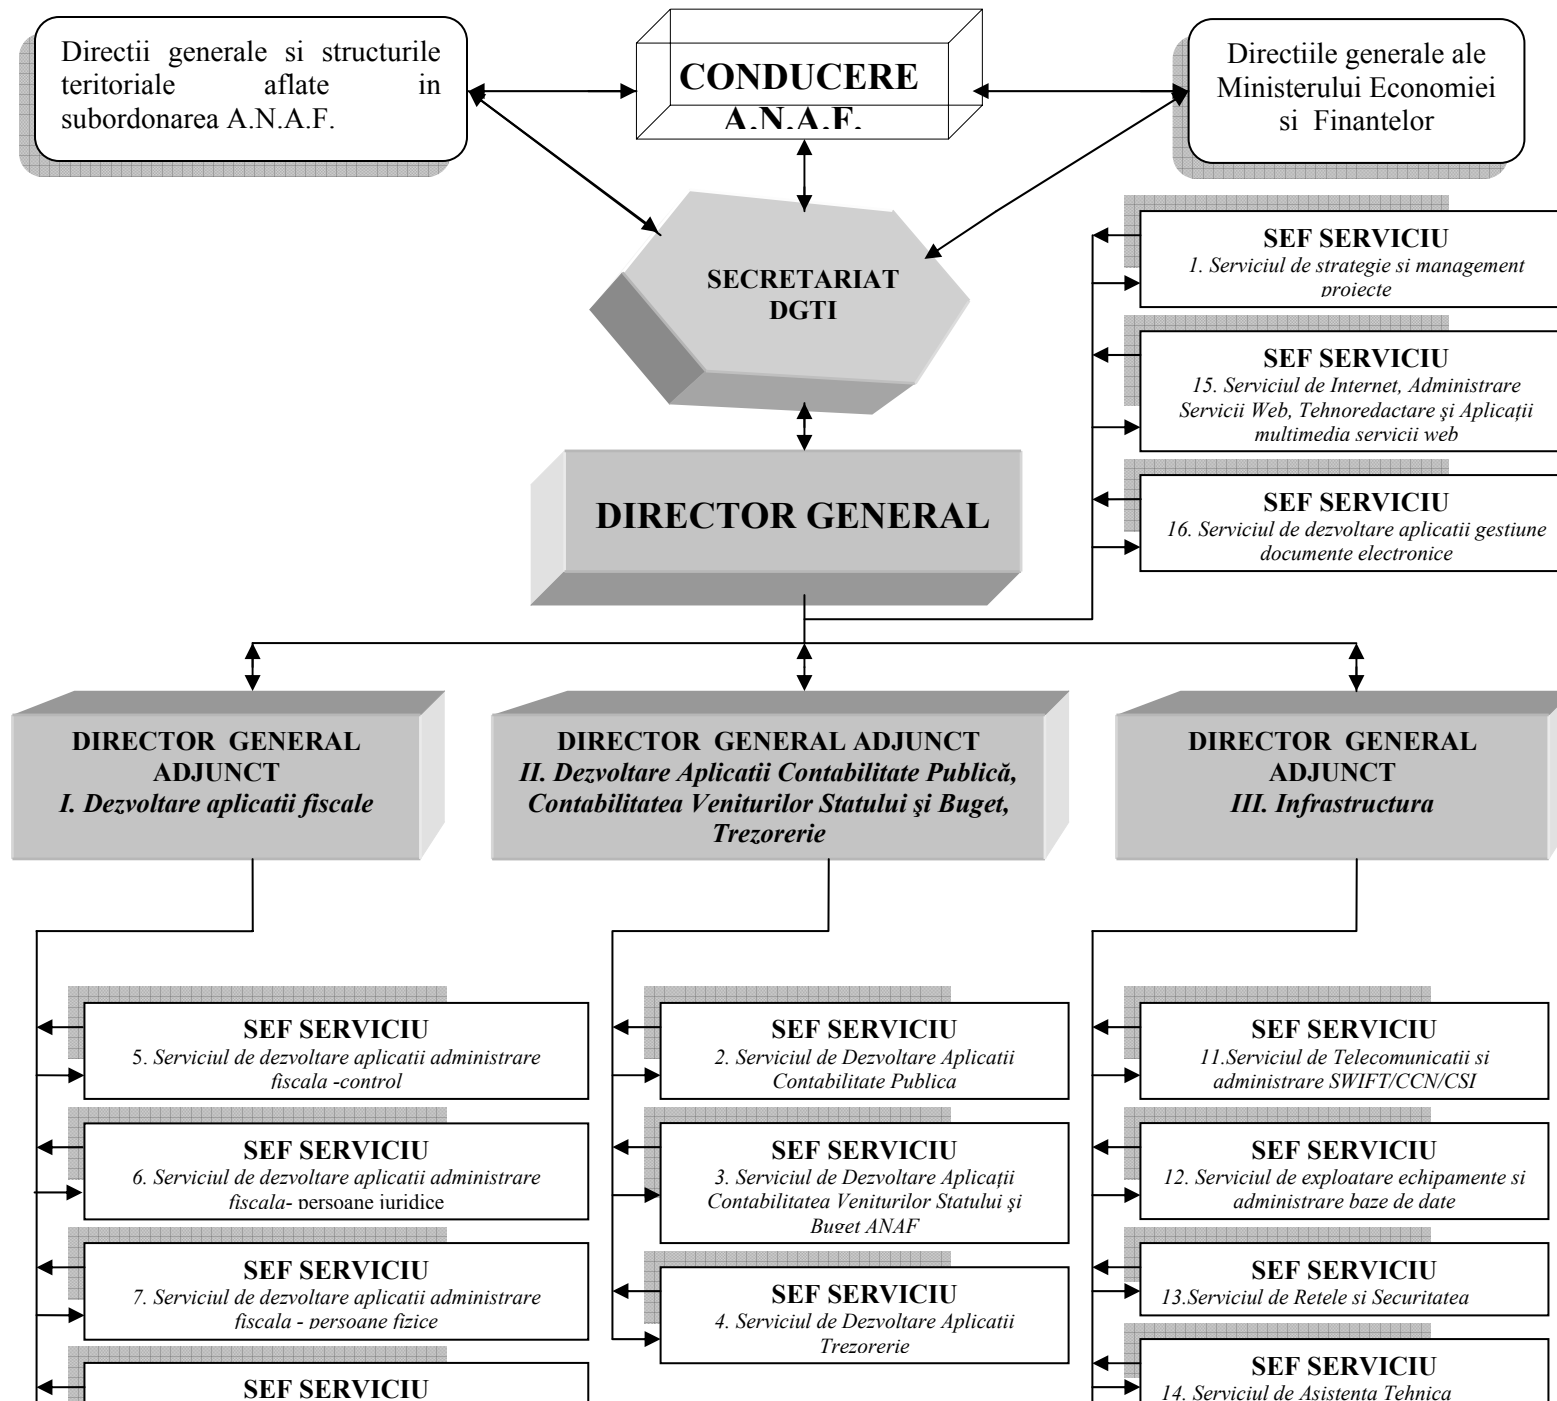 Directii generale si structurile
teritoriale aflate in
subordonarea A.N.A.F.
CONDUCERE
A.N.A.F.
Directiile generale ale
Ministerului Economiei
si Finantelor
SECRETARIAT
DGTI
SEF SERVICIU
1. Serviciul de strategie si management
proiecte
SEF SERVICIU
15. Serviciul de Internet, Administrare
Servicii Web, Tehnoredactare şi Aplicaţii
multimedia servicii web
SEF SERVICIU
16. Serviciul de dezvoltare aplicatii gestiune
documente electronice
DIRECTOR GENERAL
DIRECTOR GENERAL
ADJUNCT
I. Dezvoltare aplicatii fiscale
DIRECTOR GENERAL ADJUNCT
II. Dezvoltare Aplicatii Contabilitate Publică,
Contabilitatea Veniturilor Statului şi Buget,
Trezorerie
DIRECTOR GENERAL
ADJUNCT
III. Infrastructura
SEF SERVICIU
5. Serviciul de dezvoltare aplicatii administrare
fiscala -control
SEF SERVICIU
6. Serviciul de dezvoltare aplicatii administrare
fiscala- persoane juridice
SEF SERVICIU
7. Serviciul de dezvoltare aplicatii administrare
fiscala - persoane fizice
SEF SERVICIU
SEF SERVICIU
2. Serviciul de Dezvoltare Aplicatii
Contabilitate Publica
SEF SERVICIU
3. Serviciul de Dezvoltare Aplicaţii
Contabilitatea Veniturilor Statului şi
Buget ANAF
SEF SERVICIU
4. Serviciul de Dezvoltare Aplicatii
Trezorerie
SEF SERVICIU
11.Serviciul de Telecomunicatii si
administrare SWIFT/CCN/CSI
SEF SERVICIU
12. Serviciul de exploatare echipamente si
administrare baze de date
SEF SERVICIU
13.Serviciul de Retele si Securitatea
SEF SERVICIU
14. Serviciul de Asistenta Tehnica